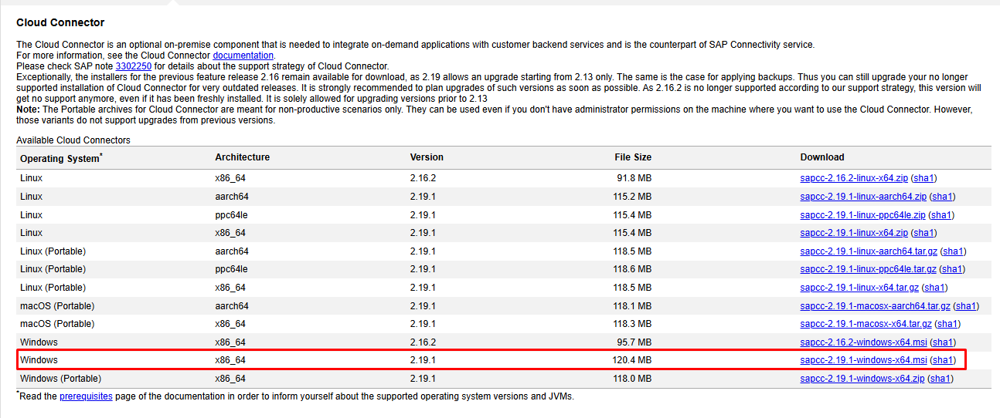 Cloud Connector
The Cloud Connector is an optional on-premise component that is needed to integrate on-demand applications with customer backend services and is the counterpart of SAP Connectivity service.
For more information, see the Cloud Connector documentation.
Please check SAP note 3302250 for details about the support strategy of Cloud Connector.
Exceptionally, the installers for the previous feature release 2.16 remain available for download, as 2.19 allows an upgrade starting from 2.13 only. The same is the case for applying backups. Thus you can still upgrade your no longer
supported installation of Cloud Connector for very outdated releases. It is strongly recommended to plan upgrades of such versions as soon as possible. As 2.16.2 is no longer supported according to our support strategy, this version will
get no support anymore, even if it has been freshly installed. It is solely allowed for upgrading versions prior to 2.13
Note: The Portable archives for Cloud Connector are meant for non-productive scenarios only. They can be used even if you don't have administrator permissions on the machine where you want to use the Cloud Connector. However,
those variants do not support upgrades from previous versions.
Available Cloud Connectors
Operating System* Architecture Version File Size Download
Linux x86_64 2.16.2 91.8 MB sapcc-2.16.2-linux-x64.zip (sha1)
Linux aarch64 2.19.1 115.2 MB sapcc-2.19.1-linux-aarch64.zip (sha1)
Linux ppc64le 2.19.1 115.4 MB sapcc-2.19.1-linux-ppc64le.zip (sha1)
Linux x86_64 2.19.1 115.4 MB sapcc-2.19.1-linux-x64.zip (sha1)
Linux (Portable) aarch64 2.19.1 118.5 MB sapcc-2.19.1-linux-aarch64.tar.gz (sha1)
Linux (Portable) ppc64le 2.19.1 118.6 MB sapcc-2.19.1-linux-ppc64le.tar.gz (sha1)
Linux (Portable) x86_64 2.19.1 118.5 MB sapcc-2.19.1-linux-x64.tar.gz (sha1)
macOS (Portable) aarch64 2.19.1 118.1 MB sapcc-2.19.1-macosx-aarch64.tar.gz (sha1)
macOS (Portable) x86_64 2.19.1 118.3 MB sapcc-2.19.1-macosx-x64.tar.gz (sha1)
Windows x86_64 2.16.2 95.7 MB sapcc-2.16.2-windows-x64.msi (sha1)
Windows x86_64 2.19.1 120.4 MB sapcc-2.19.1-windows-x64.msi (sha1)
Windows (Portable) x86_64 2.19.1 118.0 MB sapcc-2.19.1-windows-x64.zip (sha1)
*Read the prerequisites page of the documentation in order to inform yourself about the supported operating system versions and JVMs.